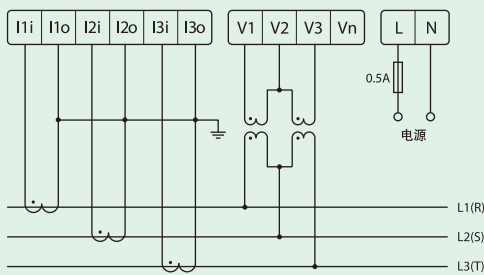 I1i I1o I2i I2o I3i I3o V1 V2 V3 Vn L N
0.5A
电源
L1(R)
L2(S)
L3(T)